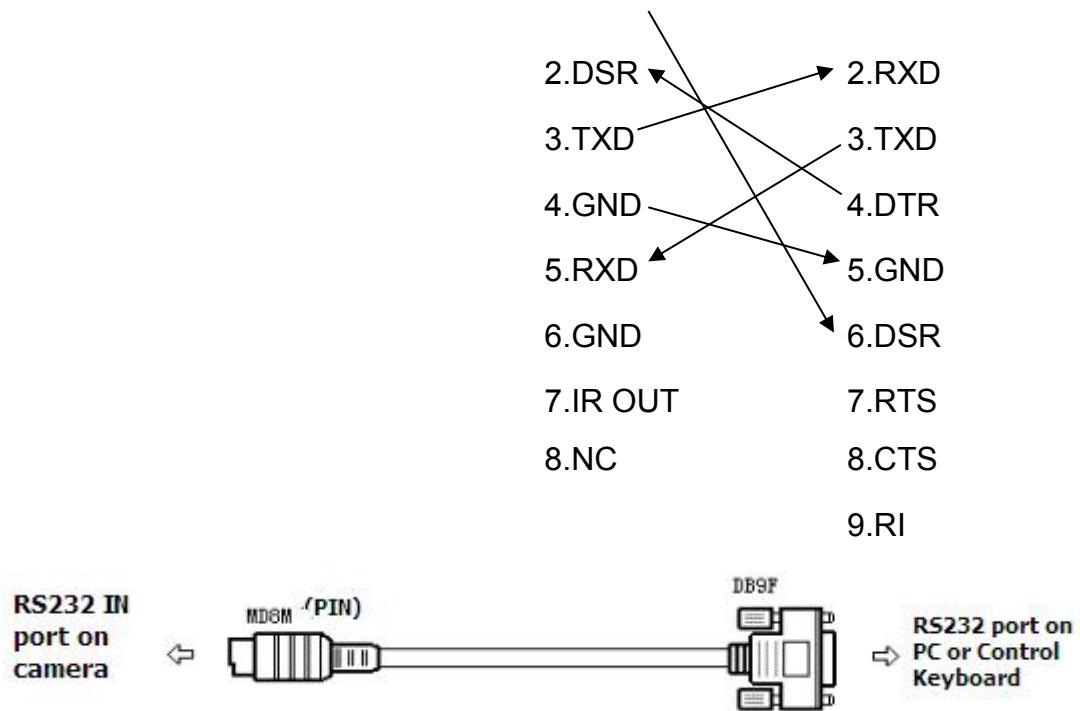 2.DSR 2.RXD
3.TXD 3.TXD
4.GND 4.DTR
5.RXD 5.GND
6.GND 6.DSR
7.IR OUT 7.RTS
8.NC 8.CTS
9.RI
RS232 IN
port on
camera
MD8M (PIN)
DB9F
RS232 port on
PC or Control
Keyboard